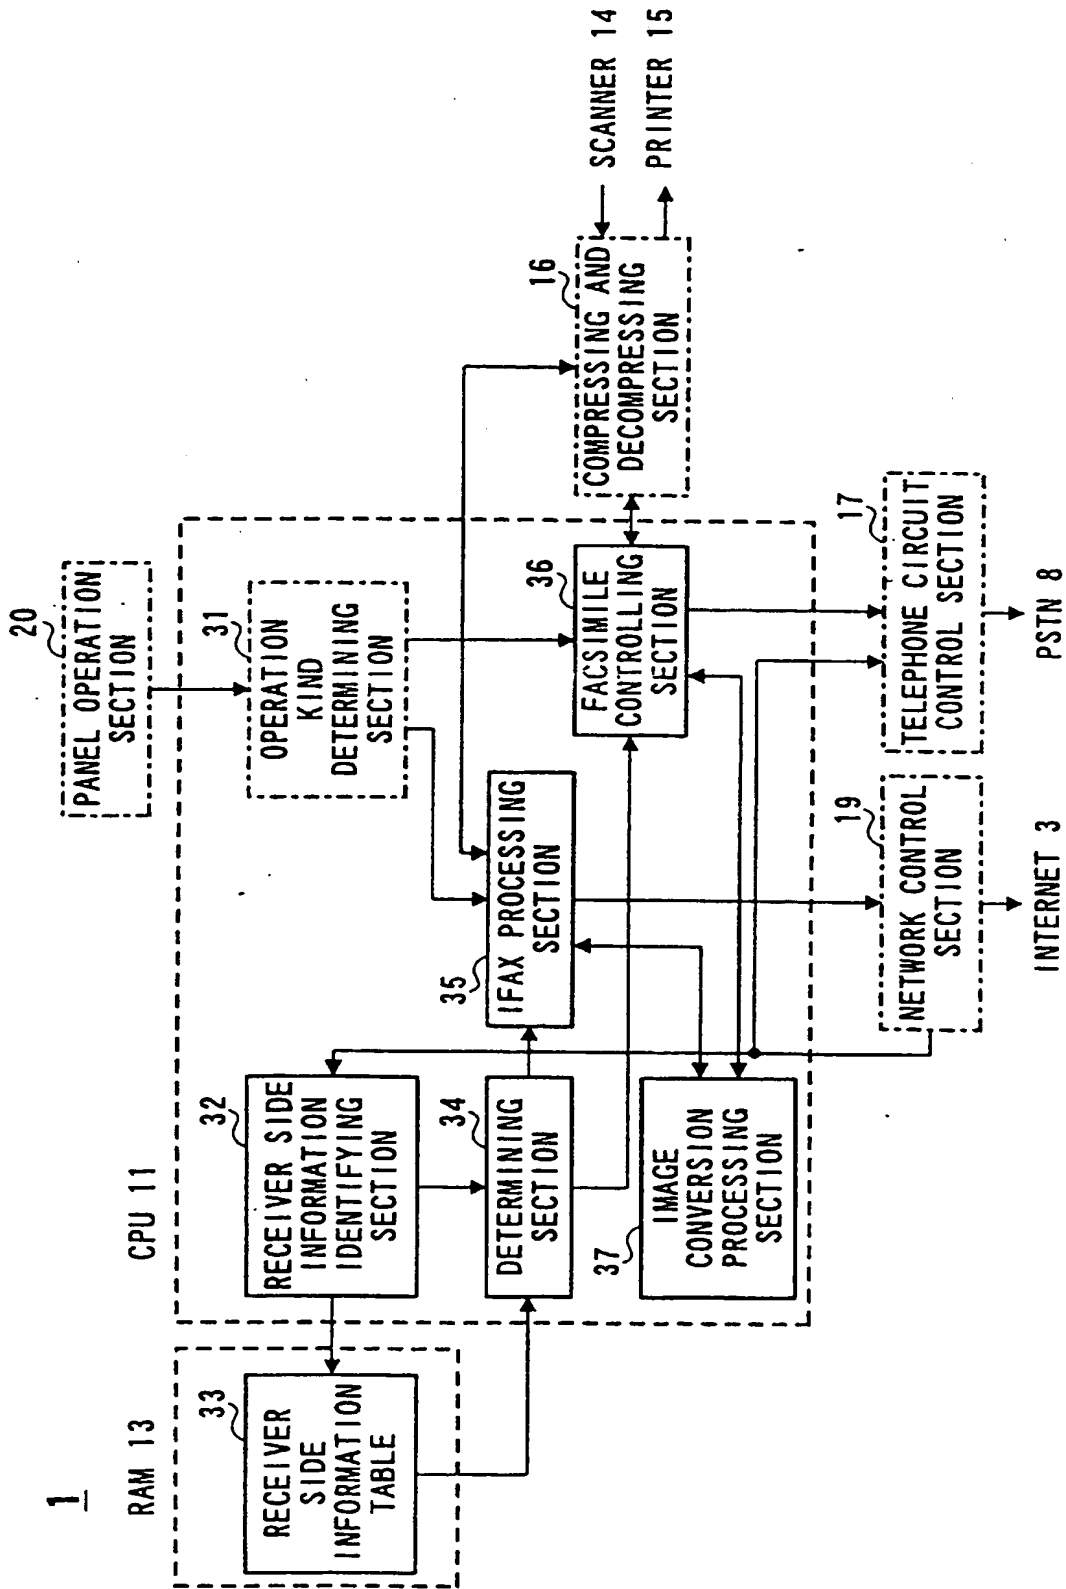 1
RAM 13
33
RECEIVER
SIDE
INFORMATION
TABLE
CPU 11
32
RECEIVER SIDE
INFORMATION
IDENTIFYING
SECTION
34
DETERMINING
SECTION
37
IMAGE
CONVERSION
PROCESSING
SECTION
35
IFAX PROCESSING
SECTION
20
PANEL OPERATION
SECTION
31
OPERATION
KIND
DETERMINING
SECTION
36
FACSIMILE
CONTROLLING
SECTION
16
COMPRESSING AND
DECOMPRESSING
SECTION
SCANNER 14
PRINTER 15
19
NETWORK CONTROL
SECTION
INTERNET 3
17
TELEPHONE CIRCUIT
CONTROL SECTION
PSTN 8